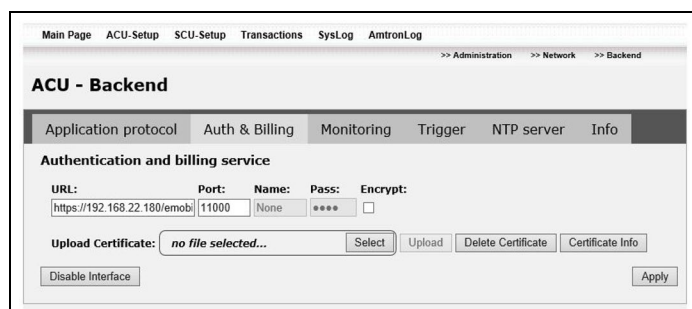 Main Page ACU-Setup SCU-Setup Transactions SysLog AmtronLog
>> Administration >> Network >> Backend
ACU - Backend
Application protocol Auth & Billing Monitoring Trigger NTP server Info
Authentication and billing service
URL: Port: Name: Pass: Encrypt:
https://192.168.22.180/emobi 11000 None ●●●●
Upload Certificate: no file selected... Select Upload Delete Certificate Certificate Info
Disable Interface Apply